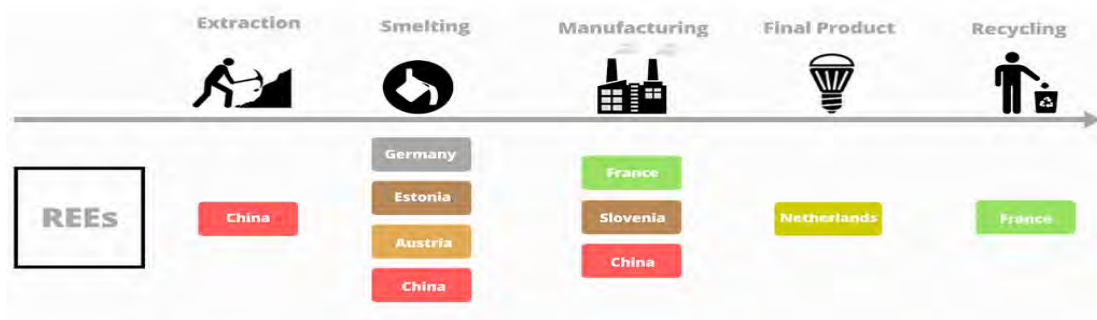 Extraction
Smelting
Manufacturing
Final Product
Recycling
REEs
China
Germany
Estonia
Austria
China
France
Slovenia
China
Netherlands
France